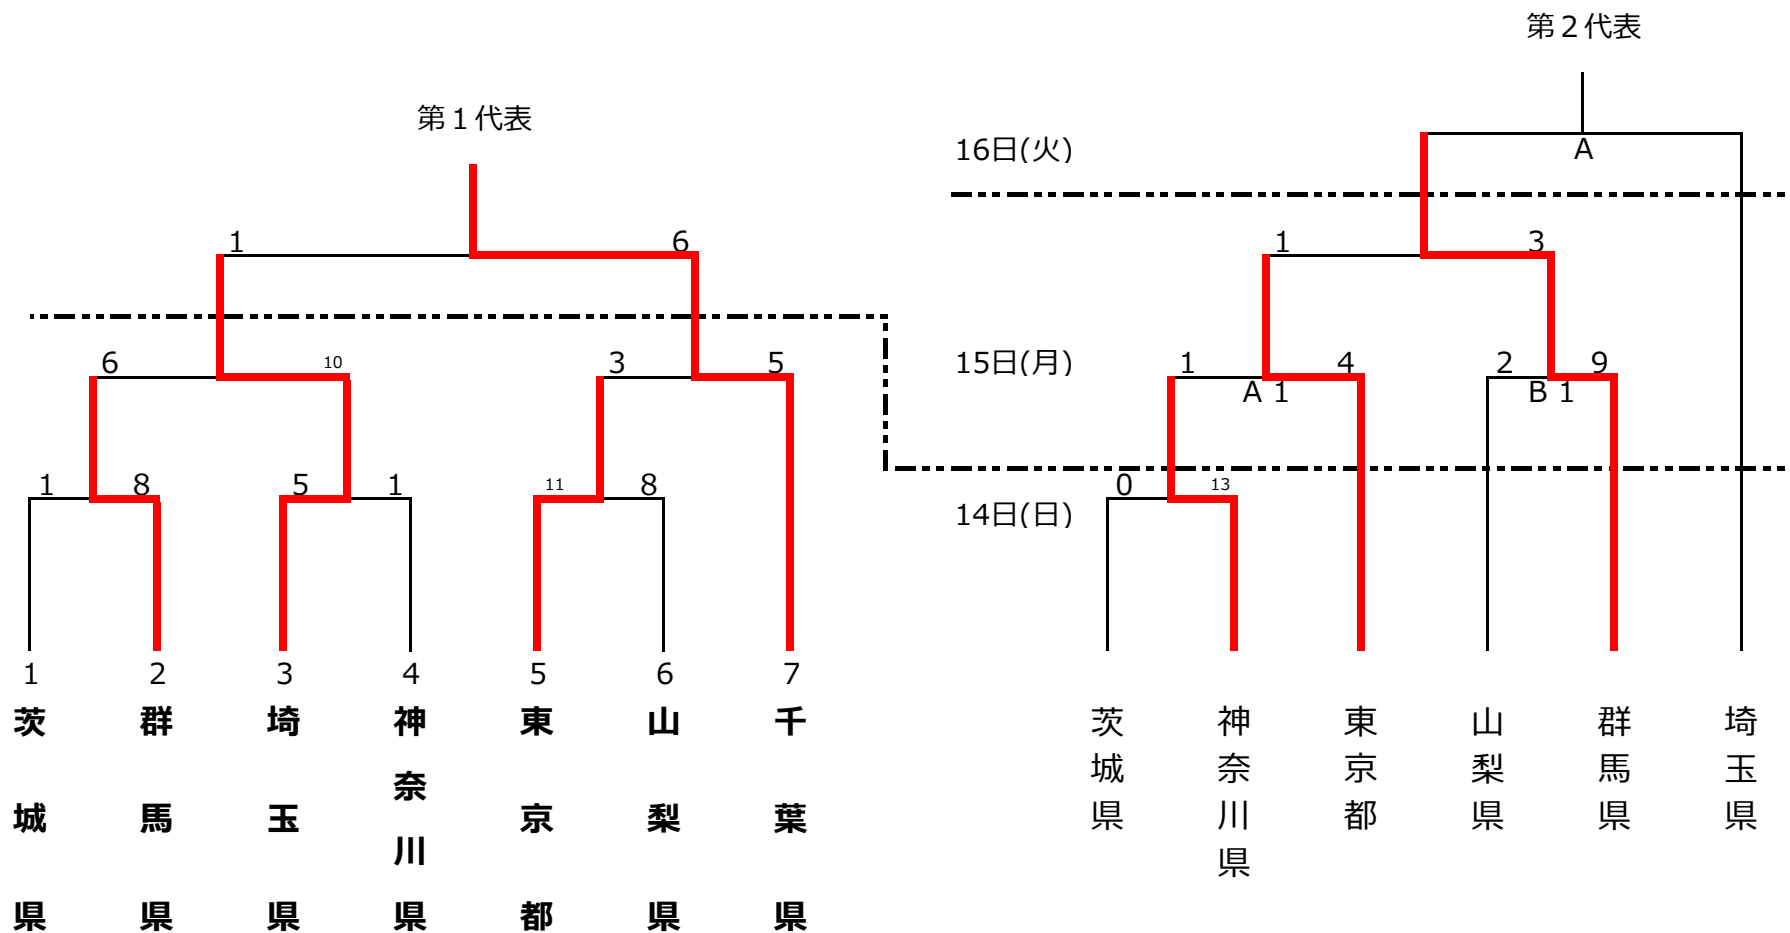 第２代表
第１代表
16日(火)
A
1
6
1
3
6
10
3
5
15日(月)
1
4
2
9
A 1
B 1
1
8
5
1
11
8
0
13
14日(日)
1
2
3
4
5
6
7
茨城県
群馬県
埼玉県
神奈川県
東京都
山梨県
千葉県
茨城県
神奈川県
東京都
山梨県
群馬県
埼玉県